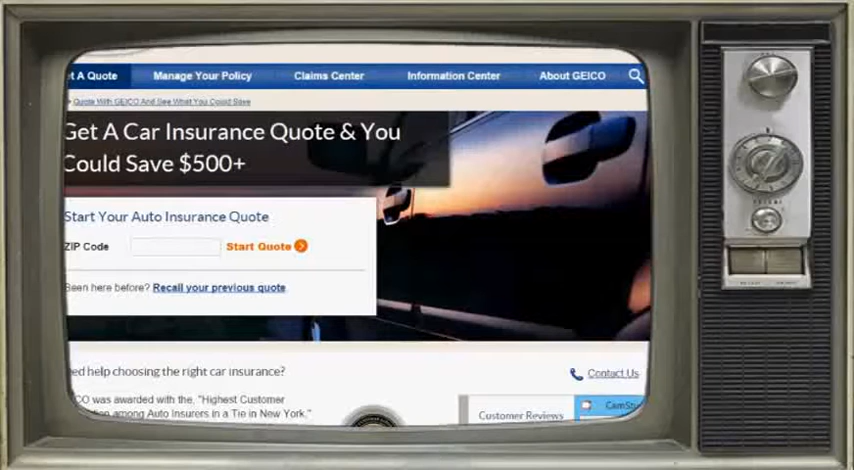 t A Quote Manage Your Policy Claims Center Information Center About GEICO
Quote With GEICO And See What You Could Save
Get A Car Insurance Quote & You
Could Save $500+
Start Your Auto Insurance Quote
ZIP Code Start Quote
Been here before? Recall your previous quote
ed help choosing the right car insurance?
Contact Us
CO was awarded with the, "Highest Customer
among Auto Insurers in a Tie in New York."
Customer Reviews
CamSt